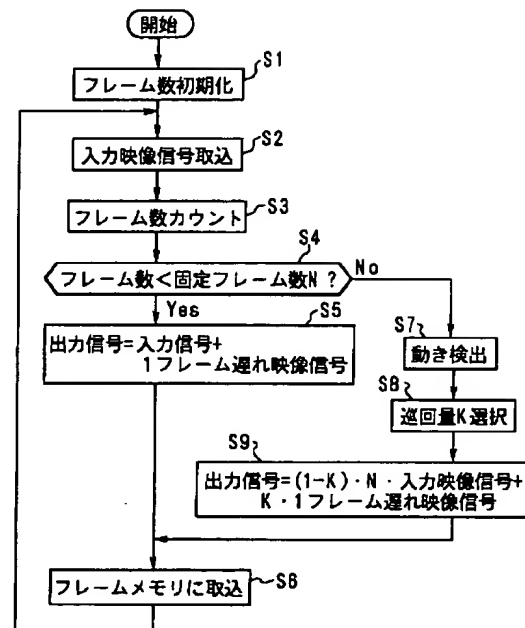 開始
S1
フレーム数初期化
S2
入力映像信号取込
S3
フレーム数カウント
S4
フレーム数<固定フレーム数N ?
No
Yes
S5
出力信号=入力信号+
1フレーム遅れ映像信号
S7
動き検出
S8
巡回量K選択
S9
出力信号=(1-K)・N・入力映像信号+
K・1フレーム遅れ映像信号
フレームメモリに取込
S6